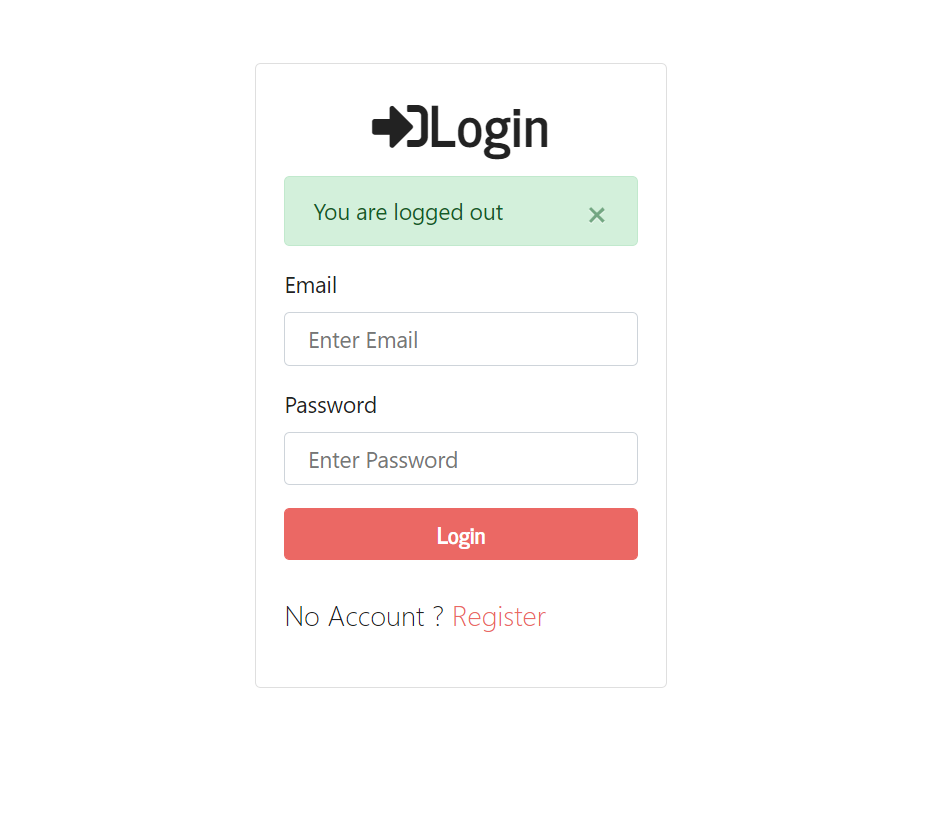 Login
You are logged out ×
Email
Enter Email
Password
Enter Password
Login
No Account ? Register